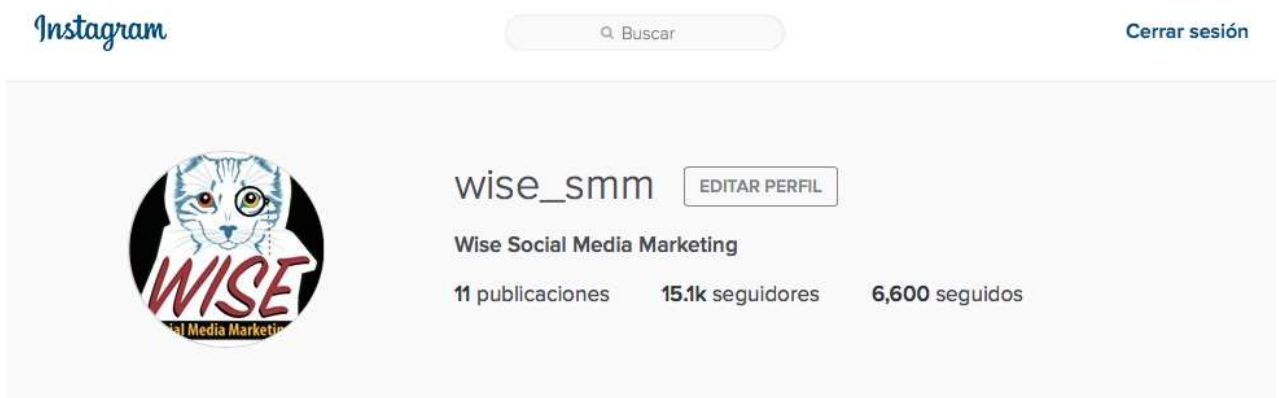 Instagram
Buscar
Cerrar sesión
wise_smm
EDITAR PERFIL
Wise Social Media Marketing
11 publicaciones 15.1k seguidores 6,600 seguidos
WISE
al Media Marketin